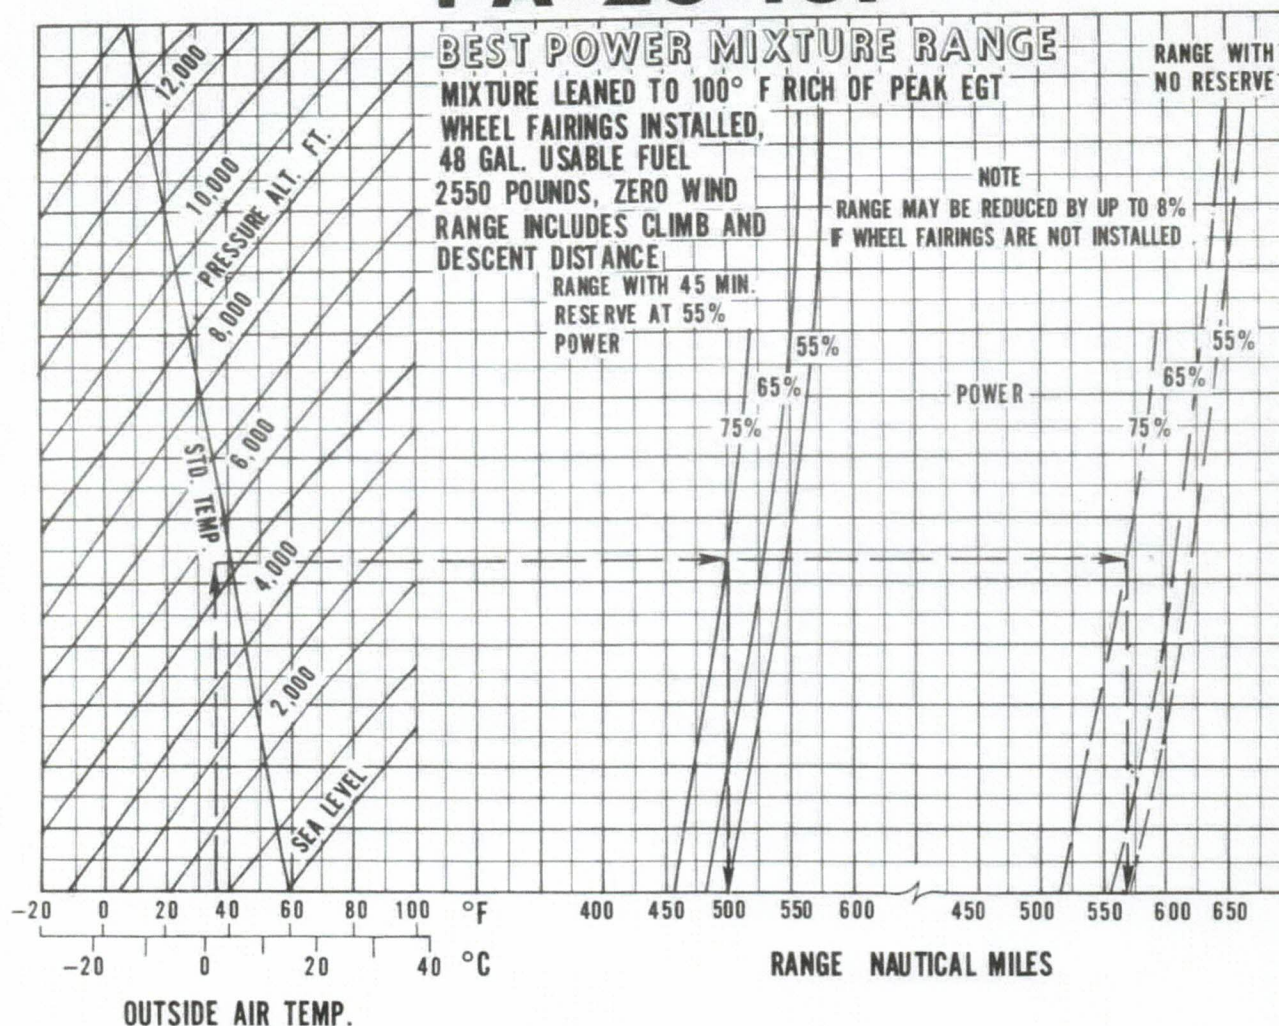 BEST POWER MIXTURE RANGE
MIXTURE LEANED TO 100° F RICH OF PEAK EGT
WHEEL FAIRINGS INSTALLED,
48 GAL. USABLE FUEL
2550 POUNDS, ZERO WIND
RANGE INCLUDES CLIMB AND
DESCENT DISTANCE
RANGE WITH 45 MIN.
RESERVE AT 55%
POWER
RANGE WITH
NO RESERVE
NOTE
RANGE MAY BE REDUCED BY UP TO 8%
IF WHEEL FAIRINGS ARE NOT INSTALLED
12,000
10,000
PRESSURE ALT. FT.
8,000
6,000
STD. TEMP.
4,000
2,000
SEA LEVEL
55%
65%
75%
POWER
55%
65%
75%
-20 0 20 40 60 80 100 °F
400 450 500 550 600 450 500 550 600 650
-20 0 20 40 °C
RANGE NAUTICAL MILES
OUTSIDE AIR TEMP.